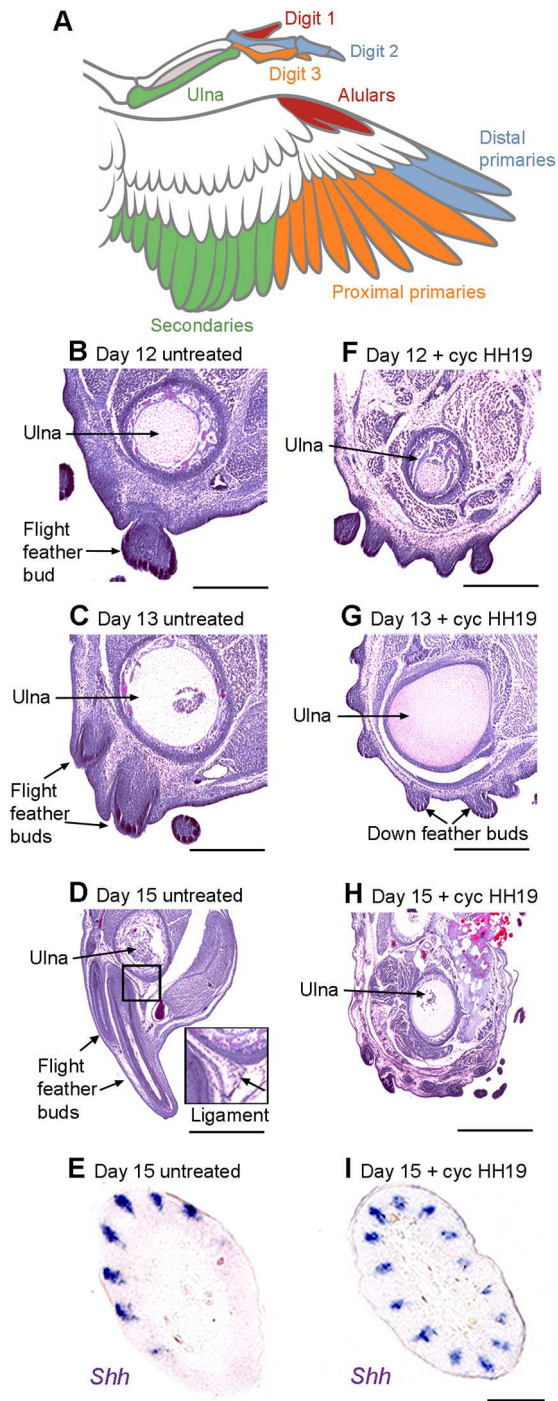 A
Digit 1
Digit 2
Digit 3
Ulna
Alulars
Distal
primaries
Proximal primaries
Secondaries
B Day 12 untreated
Ulna
Flight
feather
bud
F Day 12 + cyc HH19
Ulna
C Day 13 untreated
Ulna
Flight
feather
buds
G Day 13 + cyc HH19
Ulna
Down feather buds
D Day 15 untreated
Ulna
Flight
feather
buds
Ligament
H Day 15 + cyc HH19
Ulna
E Day 15 untreated
Shh
I Day 15 + cyc HH19
Shh